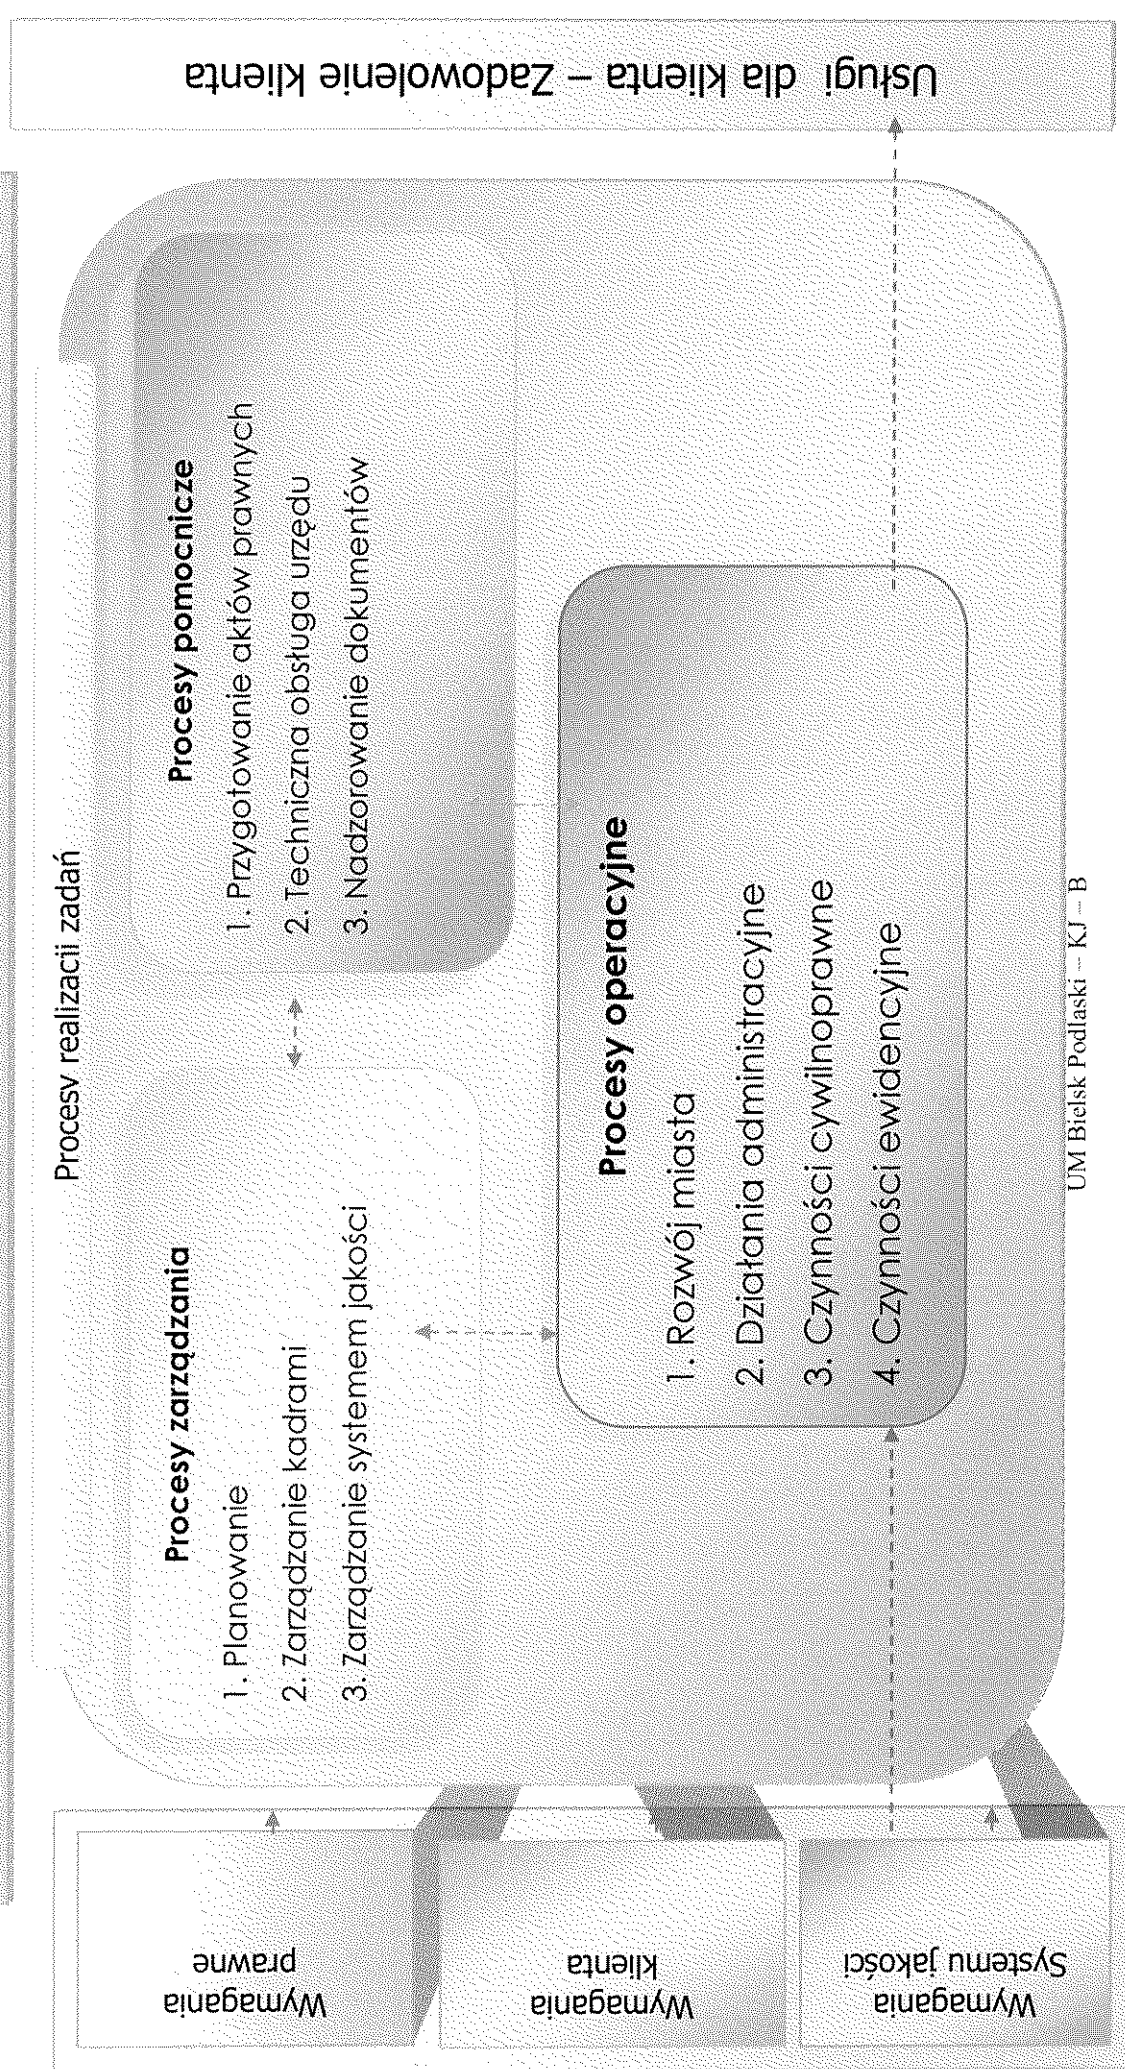 Procesy realizacji zadań
Wymagania
prawne
Wymagania
klienta
Wymagania
Systemu jakości
Procesy zarządzania
1. Planowanie
2. Zarządzanie kadrami
3. Zarządzanie systemem jakości
Procesy pomocnicze
1. Przygotowanie aktów prawnych
2. Techniczna obsługa urzędu
3. Nadzorowanie dokumentów
Procesy operacyjne
1. Rozwój miasta
2. Działania administracyjne
3. Czynności cywilnoprawne
4. Czynności ewidencyjne
Usługi dla klienta – Zadowolenie klienta
UM Bielsk Podlaski – KJ – B